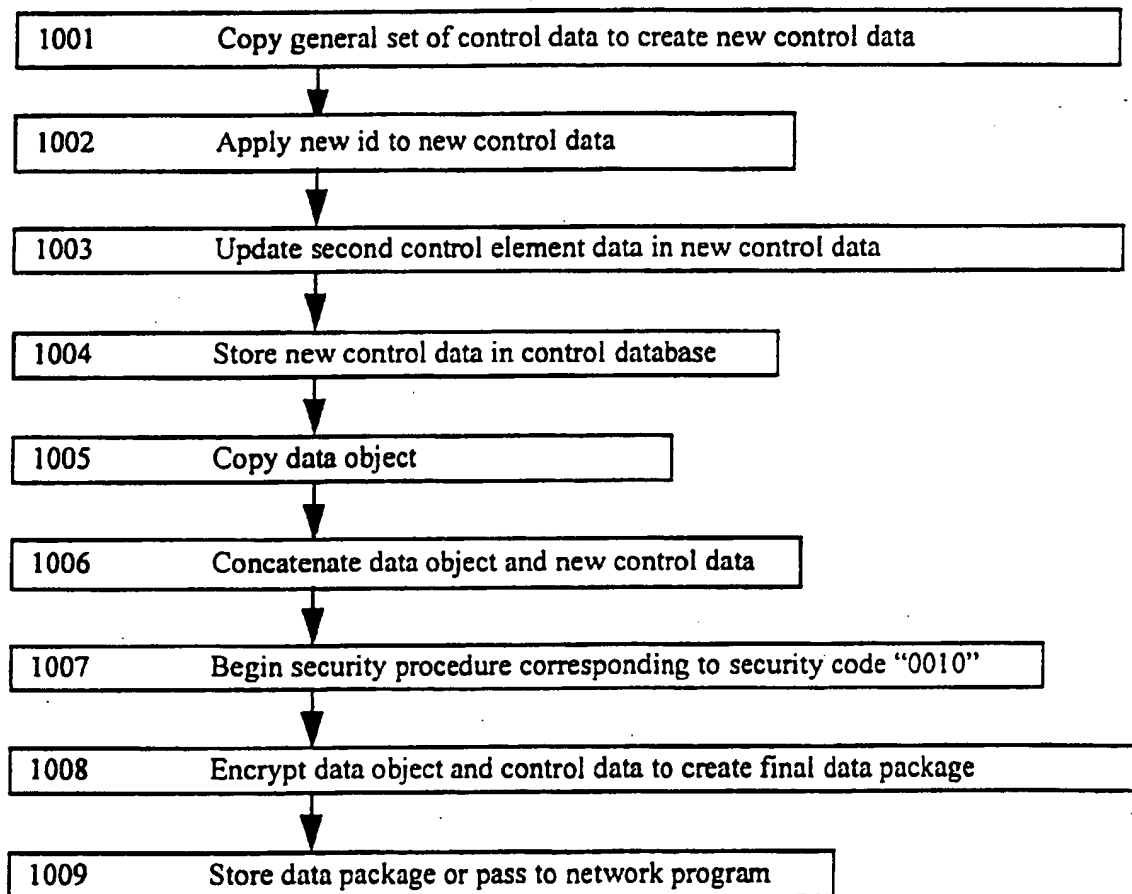 1001 Copy general set of control data to create new control data
1002 Apply new id to new control data
1003 Update second control element data in new control data
1004 Store new control data in control database
1005 Copy data object
1006 Concatenate data object and new control data
1007 Begin security procedure corresponding to security code “0010”
1008 Encrypt data object and control data to create final data package
1009 Store data package or pass to network program